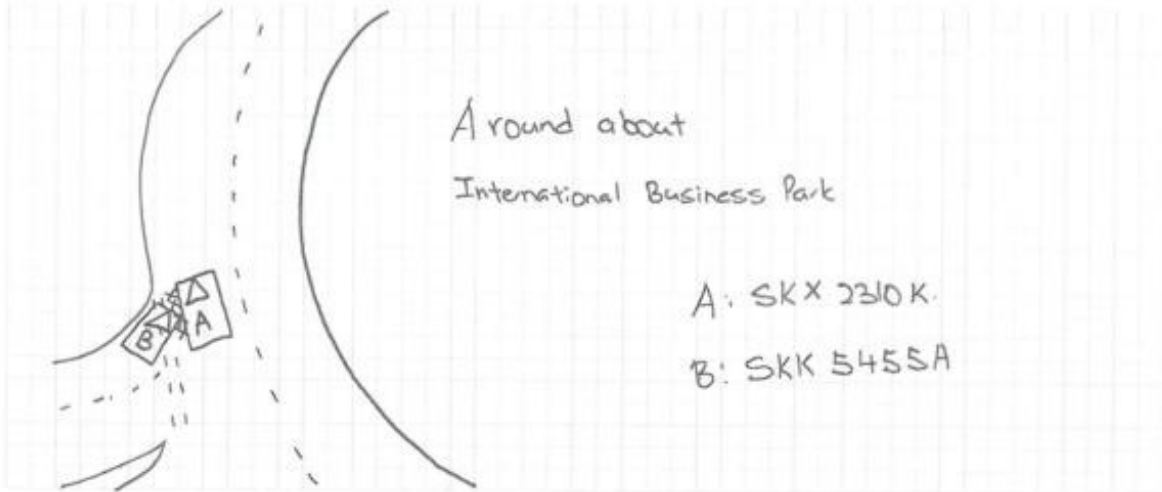 A round about
International Business Park
A: SKX 2310K.
B: SKK 5455A
B
A